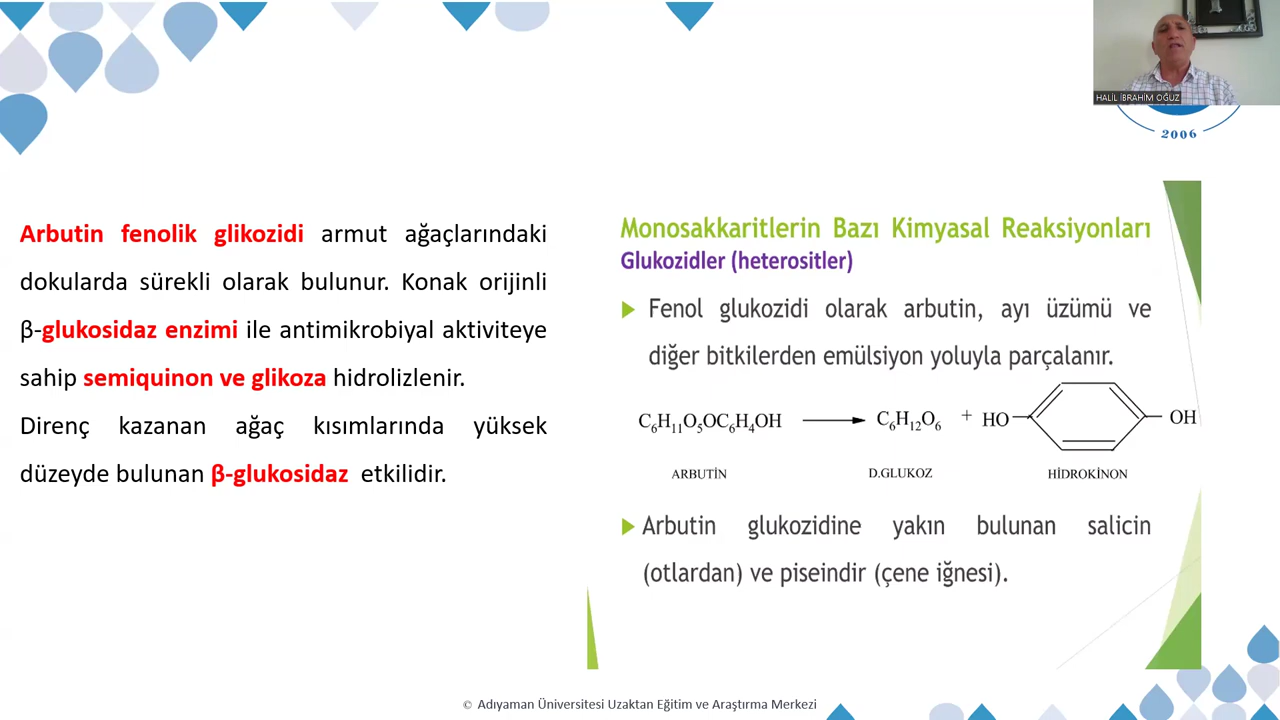 HALİL İBRAHİM OĞUZ
2006
Arbutin fenolik glikozidi armut ağaçlarındaki
dokularda sürekli olarak bulunur. Konak orijinli
β-glukosidaz enzimi ile antimikrobiyal aktiviteye
sahip semiquinon ve glikoza hidrolizlenir.
Direnç kazanan ağaç kısımlarında yüksek
düzeyde bulunan β-glukosidaz etkilidir.
Monosakkaritlerin Bazı Kimyasal Reaksiyonları
Glukozidler (heterositler)
Fenol glukozidi olarak arbutin, ayı üzümü ve
diğer bitkilerden emülsiyon yoluyla parçalanır.
C₆H₁₁O₅OC₆H₄OH → C₆H₁₂O₆ + HO OH
ARBUTİN D.GLUKOZ HİDROKİNON
Arbutin glukozidine yakın bulunan salicin
(otlardan) ve piseindir (çene iğnesi).
© Adıyaman Üniversitesi Uzaktan Eğitim ve Araştırma Merkezi